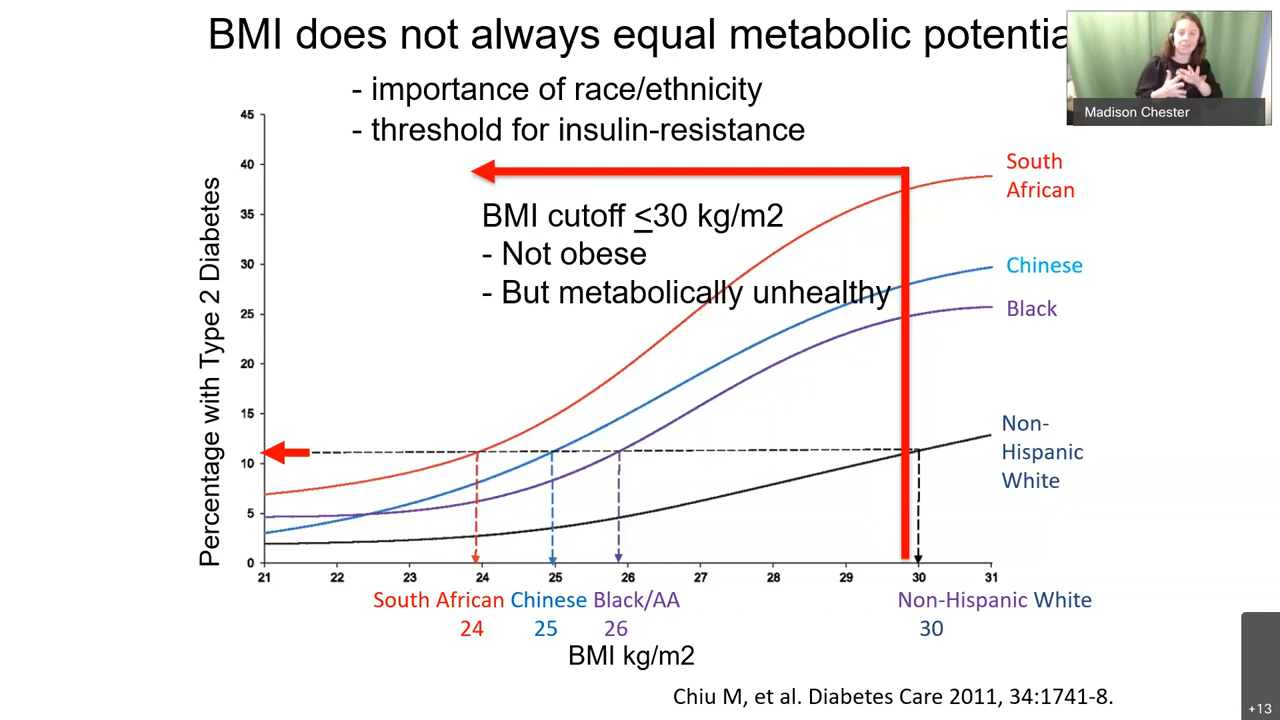 BMI does not always equal metabolic potentia
- importance of race/ethnicity
- threshold for insulin-resistance
Madison Chester
45
40
35
30
25
20
15
10
5
0
Percentage with Type 2 Diabetes
BMI cutoff <30 kg/m2
- Not obese
- But metabolically unhealthy
South
African
Chinese
Black
Non-
Hispanic
White
21 22 23 24 25 26 27 28 29 30 31
South African Chinese Black/AA Non-Hispanic White
24 25 26 30
BMI kg/m2
Chiu M, et al. Diabetes Care 2011, 34:1741-8.
+13